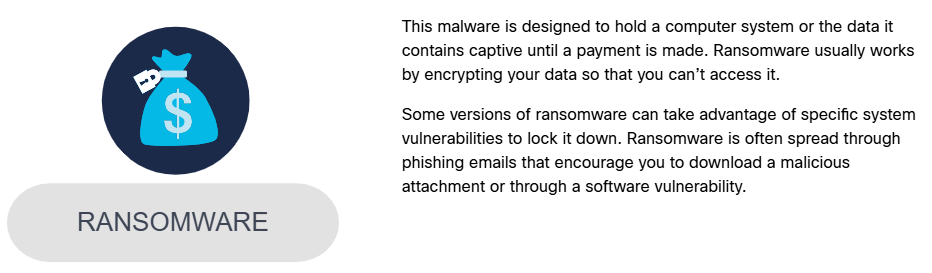 This malware is designed to hold a computer system or the data it
contains captive until a payment is made. Ransomware usually works
by encrypting your data so that you can’t access it.
Some versions of ransomware can take advantage of specific system
vulnerabilities to lock it down. Ransomware is often spread through
phishing emails that encourage you to download a malicious
attachment or through a software vulnerability.
$
RANSOMWARE